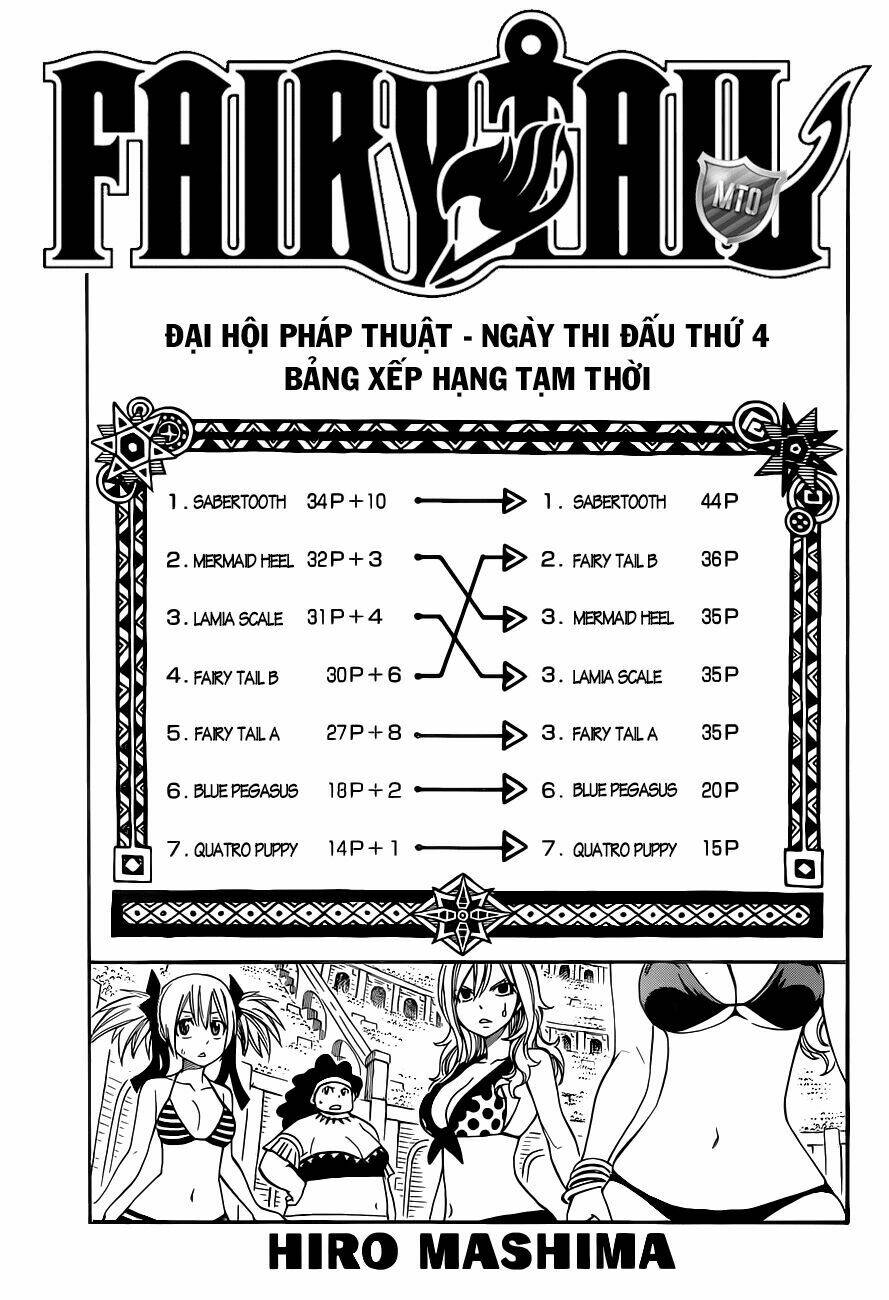 FAIRY TAIL
MTO
ĐẠI HỘI PHÁP THUẬT - NGÀY THI ĐẤU THỨ 4
BẢNG XẾP HẠNG TẠM THỜI
1. SABERTOOTH 34P+10 1. SABERTOOTH 44P
2. MERMAID HEEL 32P+3 2. FAIRY TAIL B 36P
3. LAMIA SCALE 31P+4 3. MERMAID HEEL 35P
4. FAIRY TAIL B 30P+6 3. LAMIA SCALE 35P
5. FAIRY TAIL A 27P+8 3. FAIRY TAIL A 35P
6. BLUE PEGASUS 18P+2 6. BLUE PEGASUS 20P
7. QUATRO PUPPY 14P+1 7. QUATRO PUPPY 15P
HIRO MASHIMA